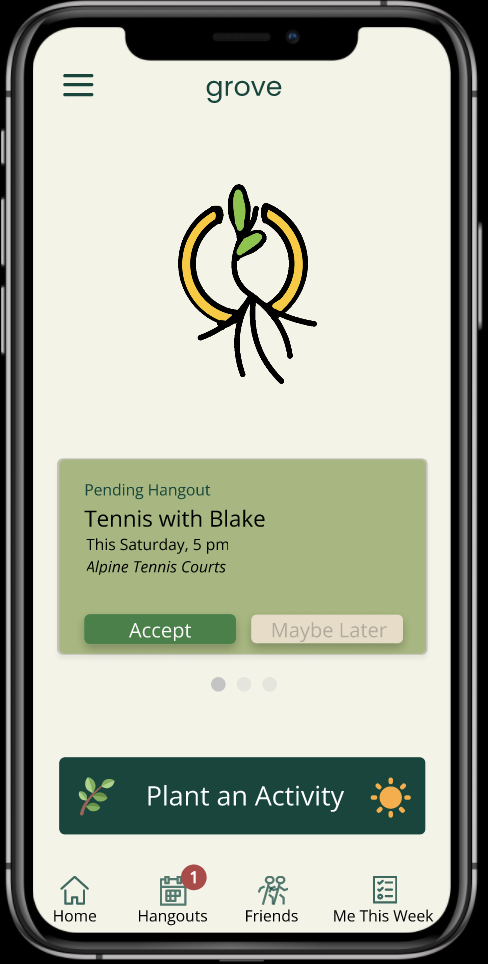 grove
Pending Hangout
Tennis with Blake
This Saturday, 5 pm
Alpine Tennis Courts
Accept
Maybe Later
Plant an Activity
1
Home
Hangouts
Friends
Me This Week